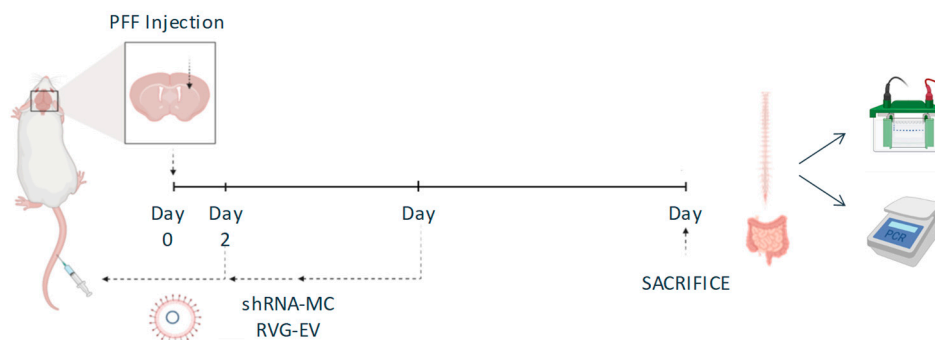 PFF Injection
Day Day Day Day
0 2
shRNA-MC
RVG-EV
SACRIFICE
PCR